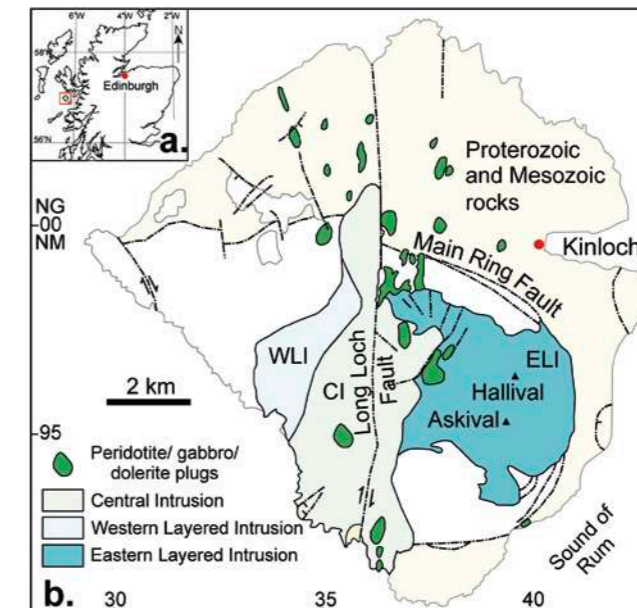 6°W
4°W
2°W
N
58°N
Edinburgh
56°N
a.
Proterozoic
and Mesozoic
rocks
NG
00
NM
Kinloch
Main Ring Fault
WLI
CI
Long Loch
Fault
ELI
Hallival
Askival
2 km
95
Peridotite/ gabbro/
dolerite plugs
Central Intrusion
Western Layered Intrusion
Eastern Layered Intrusion
Sound of
Rum
b.
30
35
40